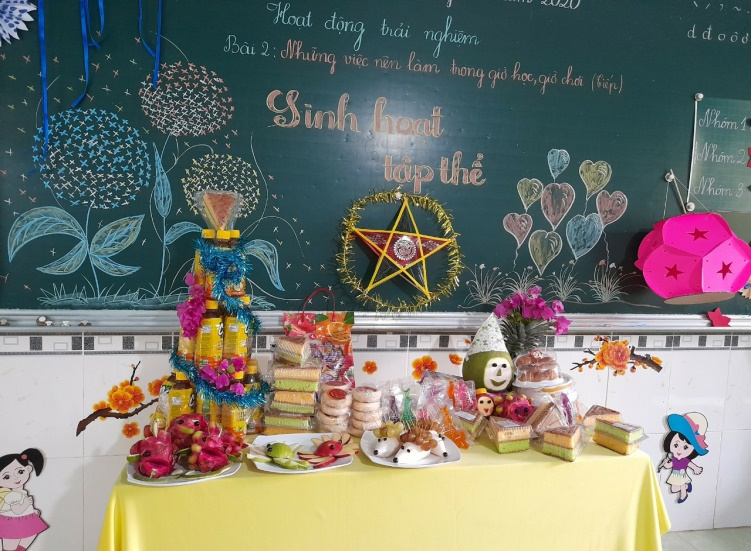 2020
Hoạt động trải nghiệm
Bài 2: Những việc nên làm trong giờ học, giờ chơi (tiếp)
Sinh hoạt
tập thể
d đ o ô ơ
Nhóm 1
Nhóm 2
Nhóm 3